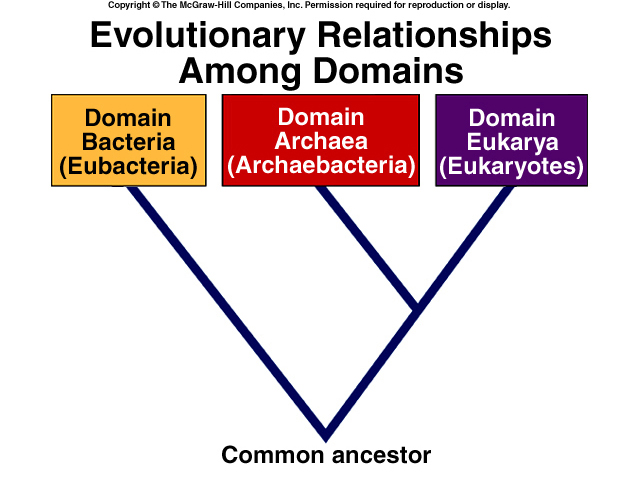 Copyright © The McGraw-Hill Companies, Inc. Permission required for reproduction or display.
Evolutionary Relationships
Among Domains
Domain
Bacteria
(Eubacteria)
Domain
Archaea
(Archaebacteria)
Domain
Eukarya
(Eukaryotes)
Common ancestor